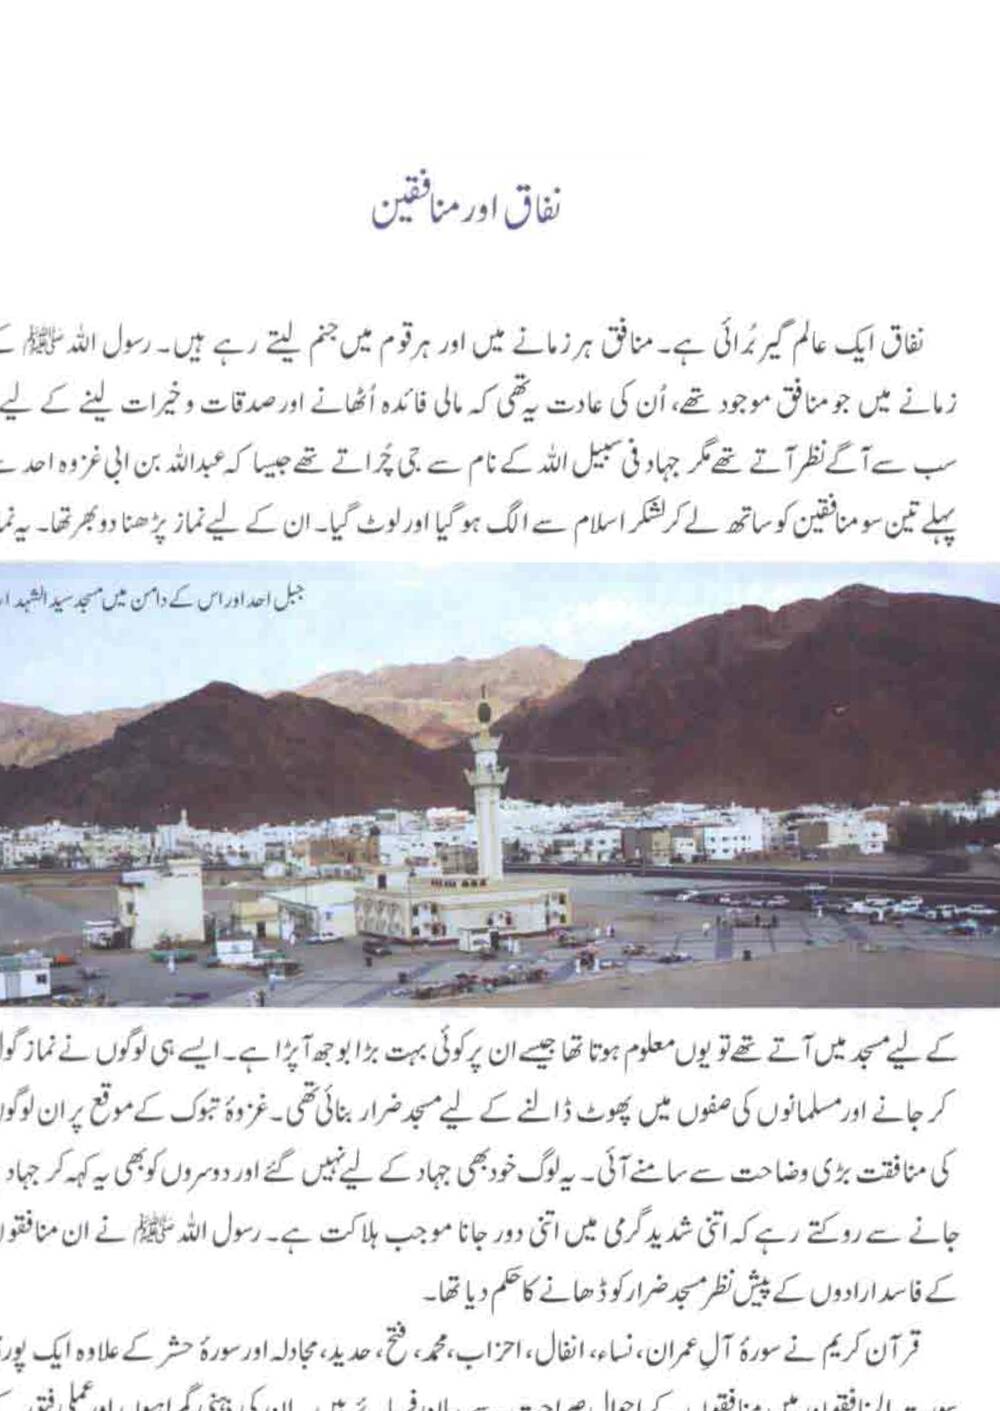 نفاق اور منافقین
نفاق ایک عالم گیر بُرائی ہے۔ منافق ہر زمانے میں اور ہر قوم میں جنم لیتے رہے ہیں۔ رسول اللہ ﷺ کے
زمانے میں جو منافق موجود تھے، اُن کی عادت یہ تھی کہ مالی فائدہ اُٹھانے اور صدقات و خیرات لینے کے لیے
سب سے آگے نظر آتے تھے مگر جہاد فی سبیل اللہ کے نام سے جی چُراتے تھے جیسا کہ عبداللہ بن ابی غزوہ احد سے
پہلے تین سو منافقین کو ساتھ لے کر لشکر اسلام سے الگ ہو گیا اور لوٹ گیا۔ ان کے لیے نماز پڑھنا دوبھر تھا۔ یہ
جبل احد اور اس کے دامن میں مسجد سید الشہداء
کے لیے مسجد میں آتے تھے تو یوں معلوم ہوتا تھا جیسے ان پر کوئی بہت بڑا بوجھ آ پڑا ہے۔ ایسے ہی لوگوں نے نماز
کر جانے اور مسلمانوں کی صفوں میں پھوٹ ڈالنے کے لیے مسجد ضرار بنائی تھی۔ غزوۂ تبوک کے موقع پر ان
کی منافقت بڑی وضاحت سے سامنے آئی۔ یہ لوگ خود بھی جہاد کے لیے نہیں گئے اور دوسروں کو بھی یہ کہہ کر جہاد
جانے سے روکتے رہے کہ اتنی شدید گرمی میں اتنی دور جانا موجب ہلاکت ہے۔ رسول اللہ ﷺ نے ان
کے فاسد ارادوں کے پیش نظر مسجد ضرار کو ڈھانے کا حکم دیا تھا۔
قرآن کریم نے سورۂ آلِ عمران، نساء، انفال، احزاب، محمد، فتح، حدید، مجادلہ اور سورۂ حشر کے علاوہ ایک